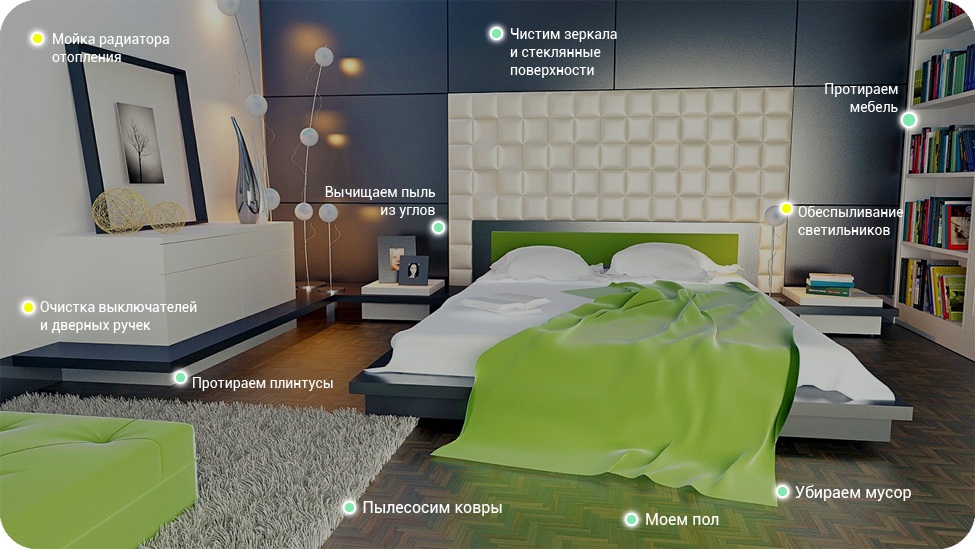 Мойка радиатора
отопления
Чистим зеркала
и стеклянные
поверхности
Протираем
мебель
Вычищаем пыль
из углов
Обеспыливание
светильников
Очистка выключателей
и дверных ручек
Протираем плинтусы
Пылесосим ковры
Убираем мусор
Моем пол